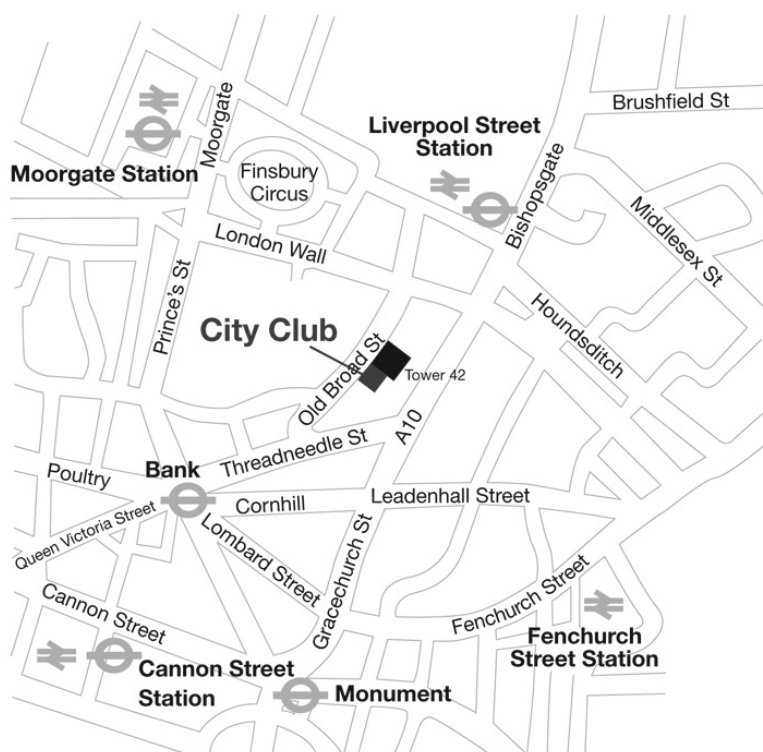 Brushfield St
Liverpool Street
Station
Moorgate
Moorgate Station
Finsbury
Circus
Bishopsgate
Middlesex St
London Wall
Prince's St
Houndsditch
City Club
Old Broad St
Tower 42
A10
Threadneedle St
Bank
Poultry
Cornhill
Leadenhall Street
Queen Victoria Street
Lombard Street
Gracechurch St
Fenchurch Street
Cannon Street
Fenchurch
Street Station
Cannon Street
Station
Monument